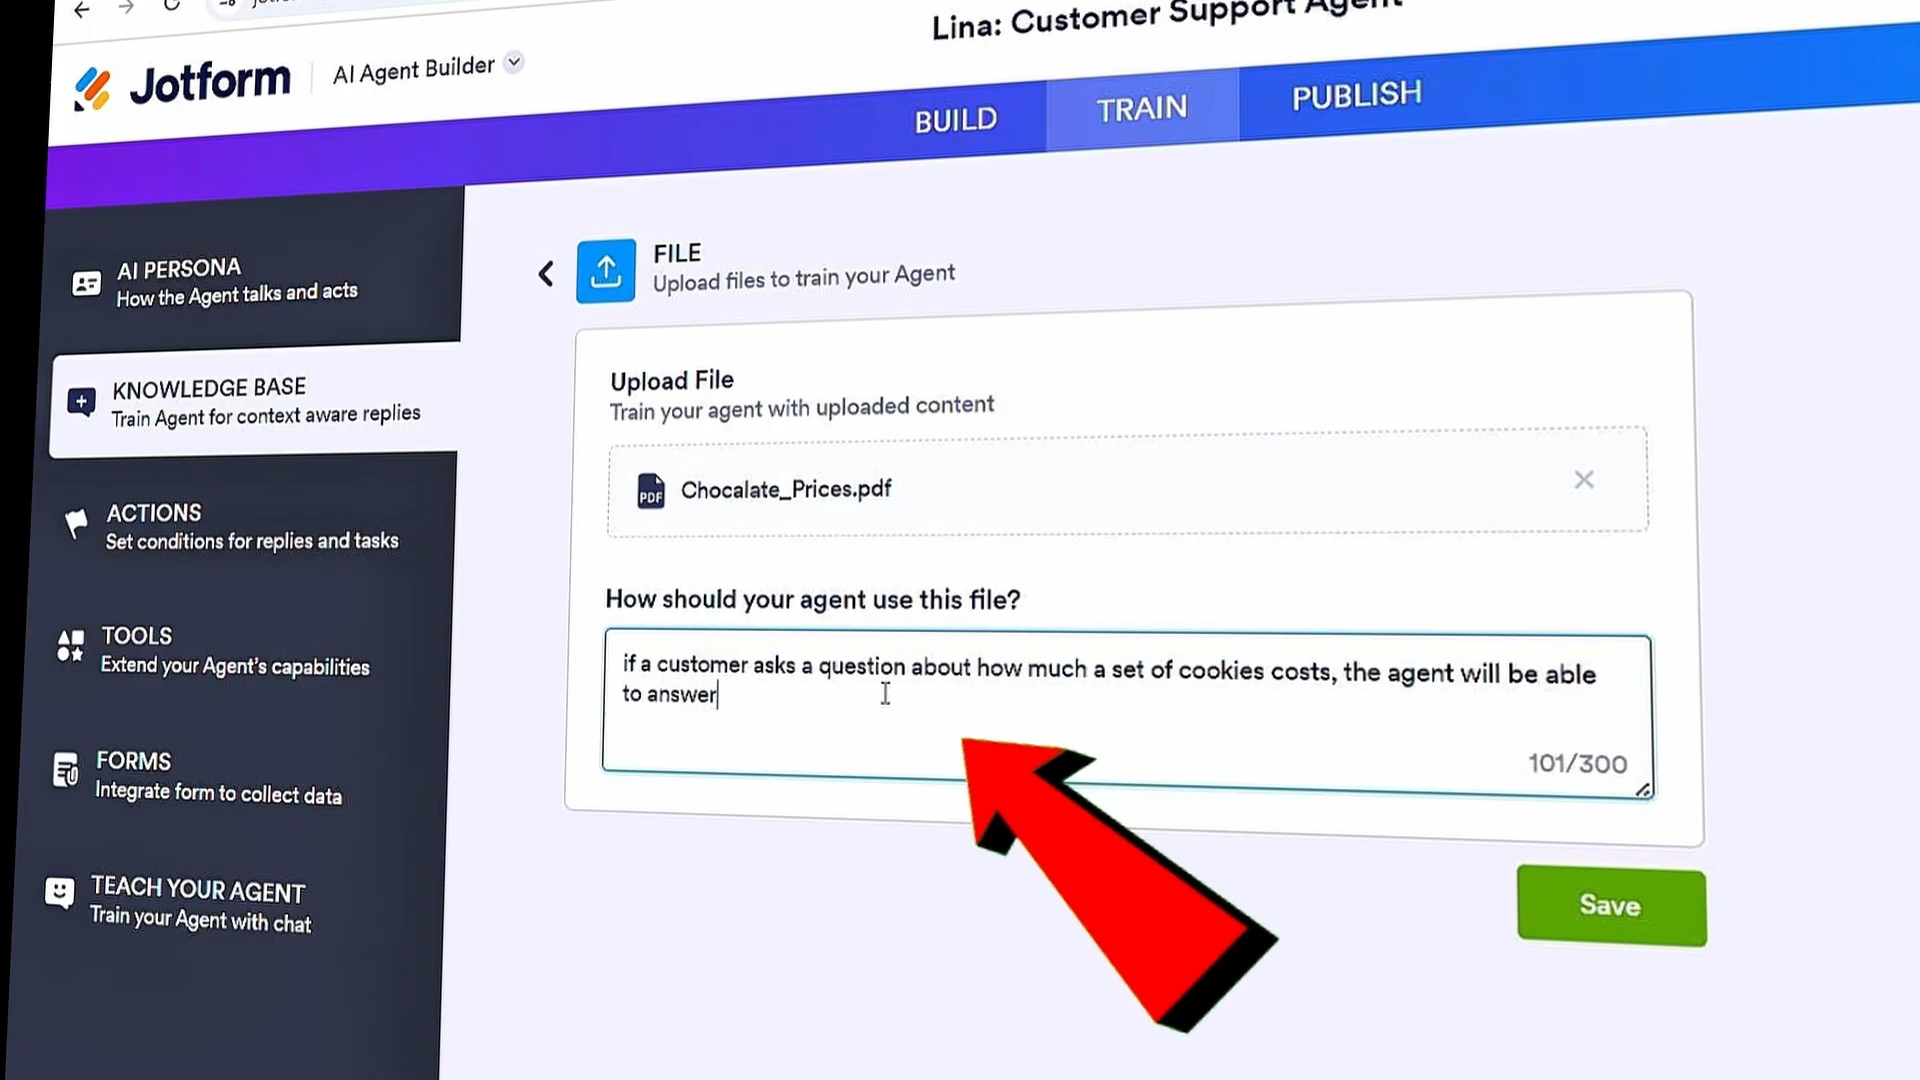 Lina: Customer Support Agent
Jotform
AI Agent Builder
BUILD
TRAIN
PUBLISH
AI PERSONA
How the Agent talks and acts
KNOWLEDGE BASE
Train Agent for context aware replies
ACTIONS
Set conditions for replies and tasks
TOOLS
Extend your Agent's capabilities
FORMS
Integrate form to collect data
TEACH YOUR AGENT
Train your Agent with chat
FILE
Upload files to train your Agent
Upload File
Train your agent with uploaded content
PDF
Chocalate_Prices.pdf
How should your agent use this file?
if a customer asks a question about how much a set of cookies costs, the agent will be able
to answer
101/300
Save